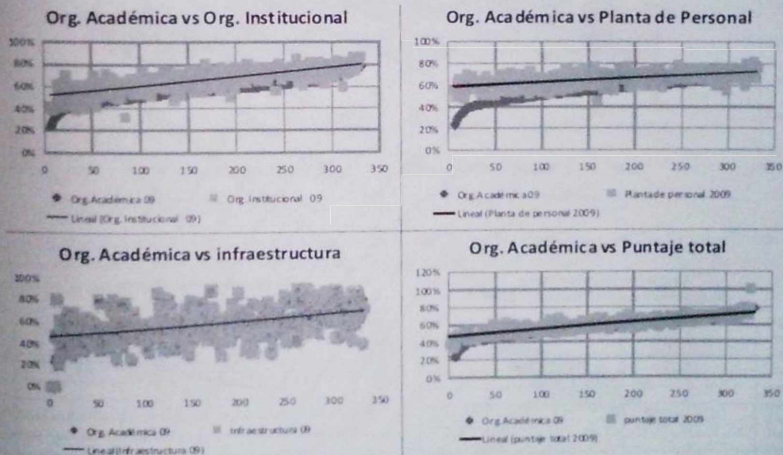 Org. Académica vs Org. Institucional
100%
80%
60%
40%
20%
0%
0 50 100 150 200 250 300 350
Org. Académica 09 Org. Institucional 09
Lineal (Org. Institucional 09)
Org. Académica vs Planta de Personal
100%
80%
60%
40%
20%
0%
0 50 100 150 200 250 300 350
Org. Académica 09 Planta de personal 2009
Lineal (Planta de personal 2009)
Org. Académica vs infraestructura
100%
80%
60%
40%
20%
0%
0 50 100 150 200 250 300 350
Org. Académica 09 Infraestructura 09
Lineal (Infraestructura 09)
Org. Académica vs Puntaje total
120%
100%
80%
60%
40%
20%
0%
0 50 100 150 200 250 300 350
Org. Académica 09 puntaje total 2009
Lineal (puntaje total 2009)